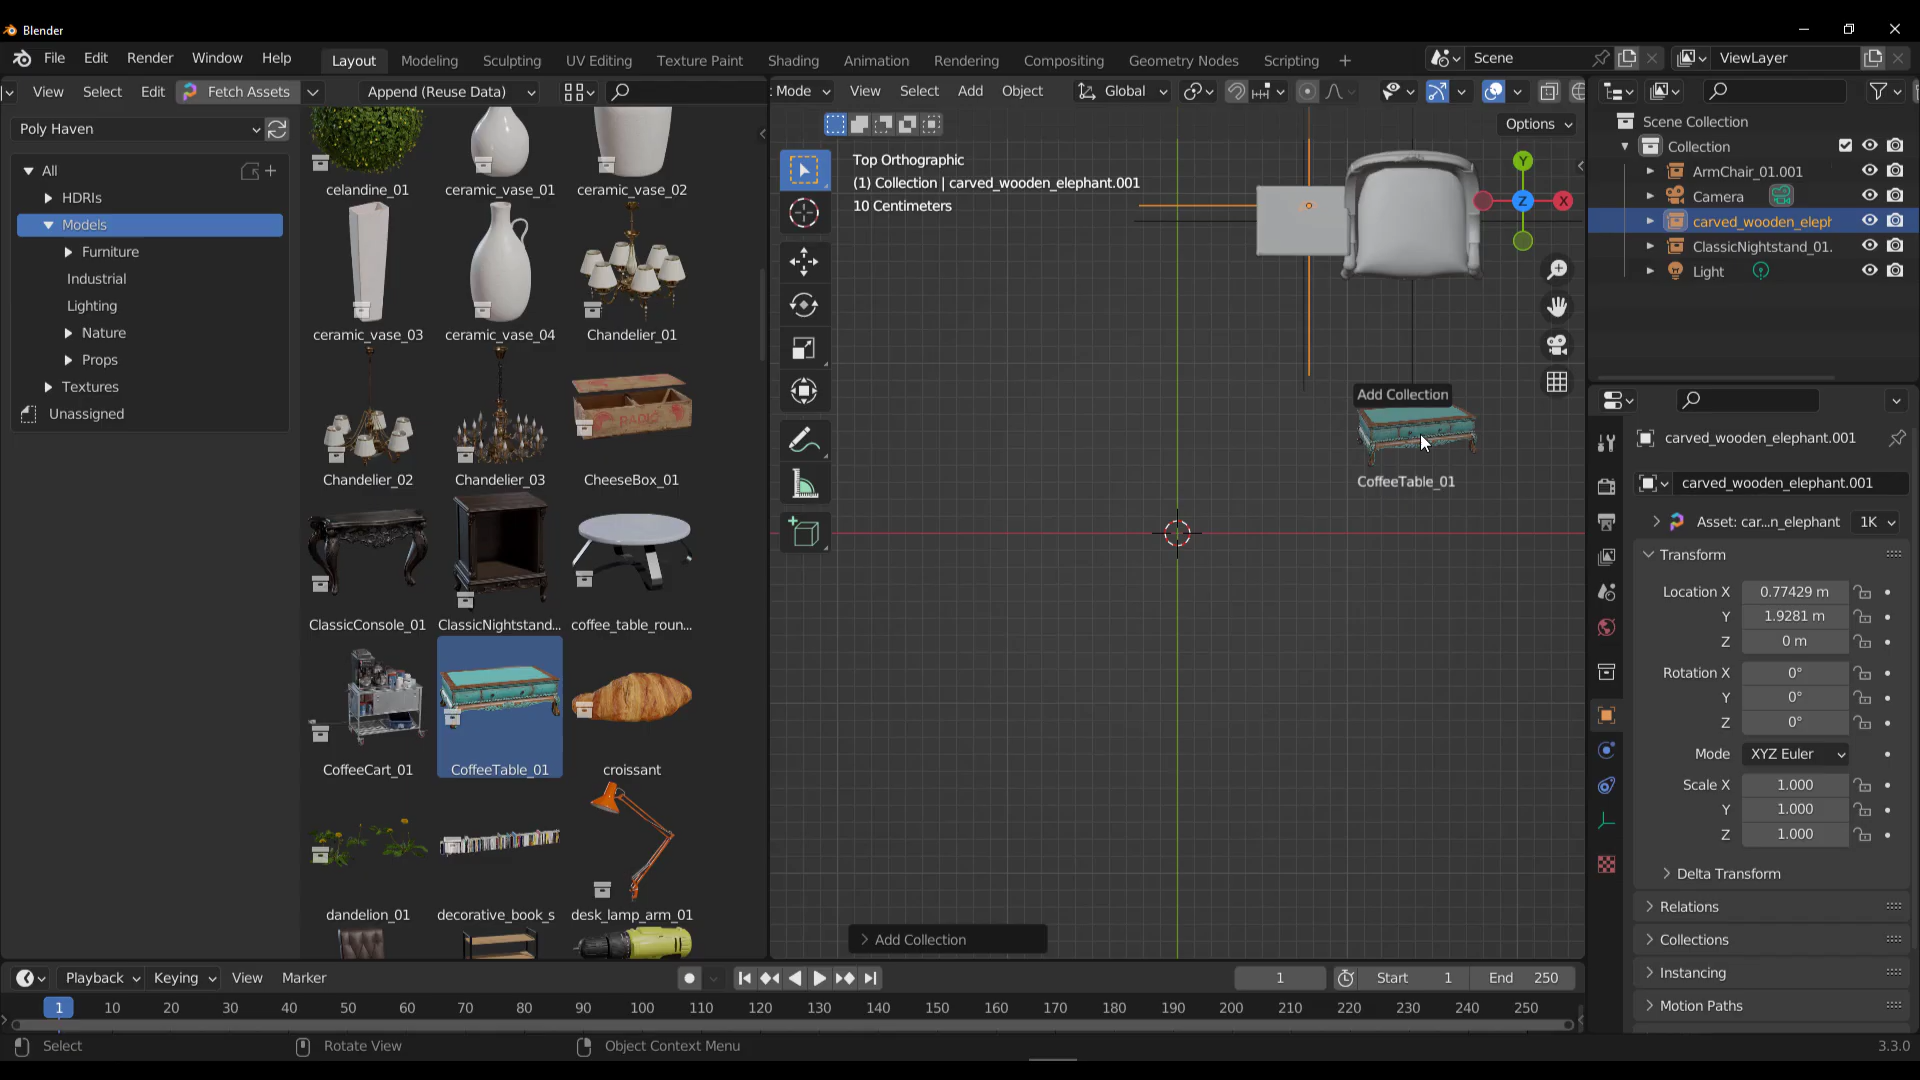 Blender
File Edit Render Window Help Layout Modeling Sculpting UV Editing Texture Paint Shading Animation Rendering Compositing Geometry Nodes Scripting + Scene ViewLayer
View Select Edit Fetch Assets Append (Reuse Data)
Mode View Select Add Object Global
Poly Haven
All
HDRIs
Models
Furniture
Industrial
Lighting
Nature
Props
Textures
Unassigned
celandine_01 ceramic_vase_01 ceramic_vase_02
ceramic_vase_03 ceramic_vase_04 Chandelier_01
RADIO
Chandelier_02 Chandelier_03 CheeseBox_01
ClassicConsole_01 ClassicNightstand... coffee_table_roun...
CoffeeCart_01 CoffeeTable_01 croissant
dandelion_01 decorative_book_s desk_lamp_arm_01
Options
Top Orthographic
(1) Collection | carved_wooden_elephant.001
10 Centimeters
Y
Z
X
Add Collection
CoffeeTable_01
Add Collection
Scene Collection
Collection
ArmChair_01.001
Camera
carved_wooden_eleph
ClassicNightstand_01.
Light
carved_wooden_elephant.001
carved_wooden_elephant.001
Asset: car...n_elephant 1K
Transform
Location X 0.77429 m
Y 1.9281 m
Z 0 m
Rotation X 0°
Y 0°
Z 0°
Mode XYZ Euler
Scale X 1.000
Y 1.000
Z 1.000
Delta Transform
Relations
Collections
Instancing
Motion Paths
Playback Keying View Marker 1 Start 1 End 250
1 10 20 30 40 50 60 70 80 90 100 110 120 130 140 150 160 170 180 190 200 210 220 230 240 250
Select Rotate View Object Context Menu 3.3.0